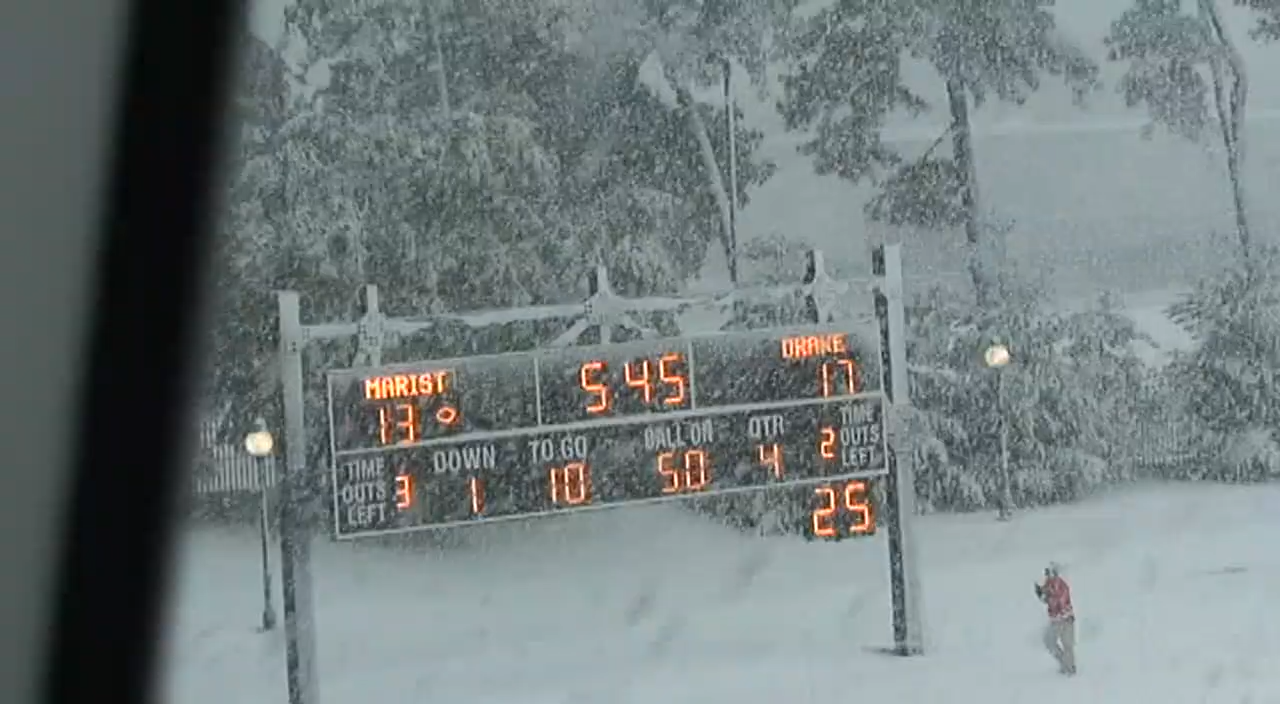 MARIST 5 45 DRAKE
13 17
TIME OUTS LEFT 3 DOWN 1 TO GO 10 BALL ON 50 QTR 4 2 TIME OUTS LEFT
25